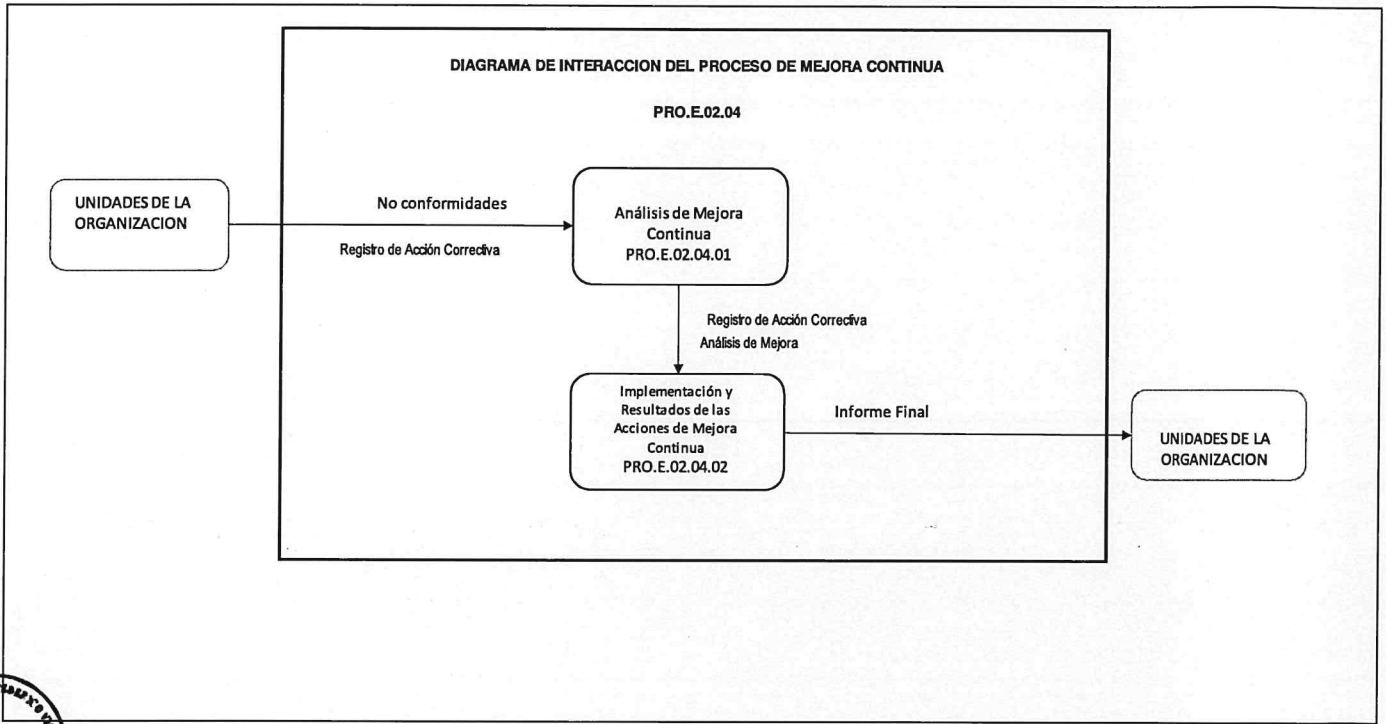 DIAGRAMA DE INTERACCION DEL PROCESO DE MEJORA CONTINUA
PRO.E.02.04
UNIDADES DE LA
ORGANIZACION
No conformidades
Registro de Acción Correctiva
Análisis de Mejora
Continua
PRO.E.02.04.01
Registro de Acción Correctiva
Análisis de Mejora
Implementación y
Resultados de las
Acciones de Mejora
Continua
PRO.E.02.04.02
Informe Final
UNIDADES DE LA
ORGANIZACION